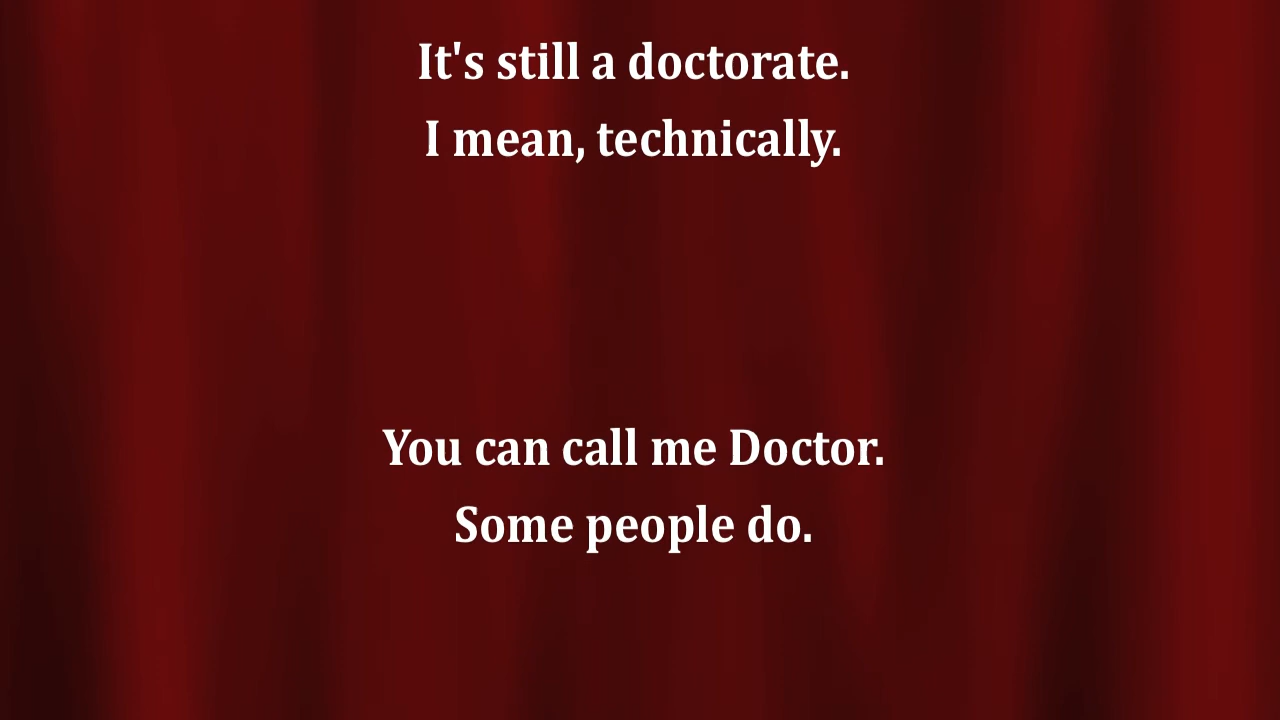 It's still a doctorate.
I mean, technically.
You can call me Doctor.
Some people do.